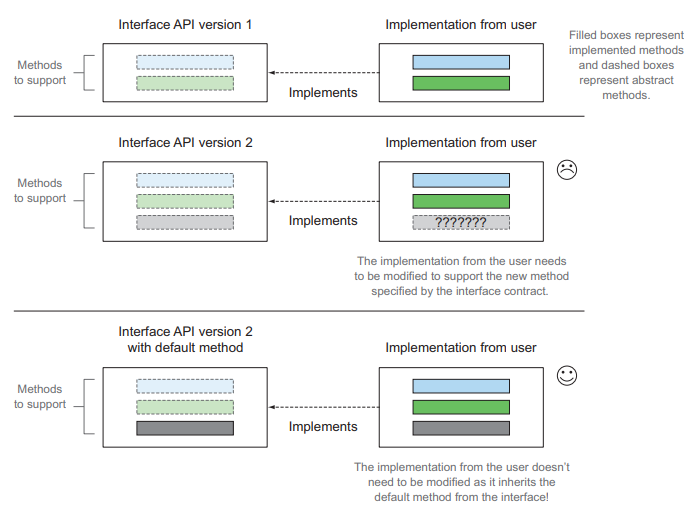 Interface API version 1
Implementation from user
Methods
to support
Implements
Filled boxes represent
implemented methods
and dashed boxes
represent abstract
methods.
Interface API version 2
Implementation from user
Methods
to support
Implements
???????
The implementation from the user needs
to be modified to support the new method
specified by the interface contract.
Interface API version 2
with default method
Implementation from user
Methods
to support
Implements
The implementation from the user doesn’t
need to be modified as it inherits the
default method from the interface!